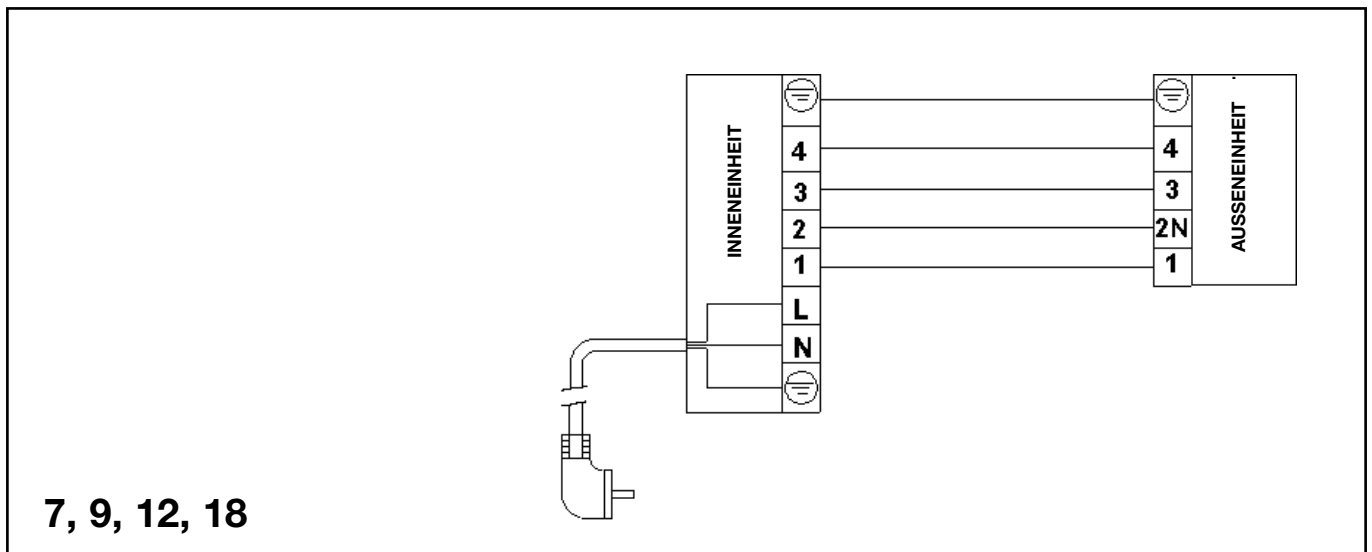 INNENEINHEIT
4
3
2
1
L
N
4
3
2N
1
AUSSENEINHEIT
7, 9, 12, 18